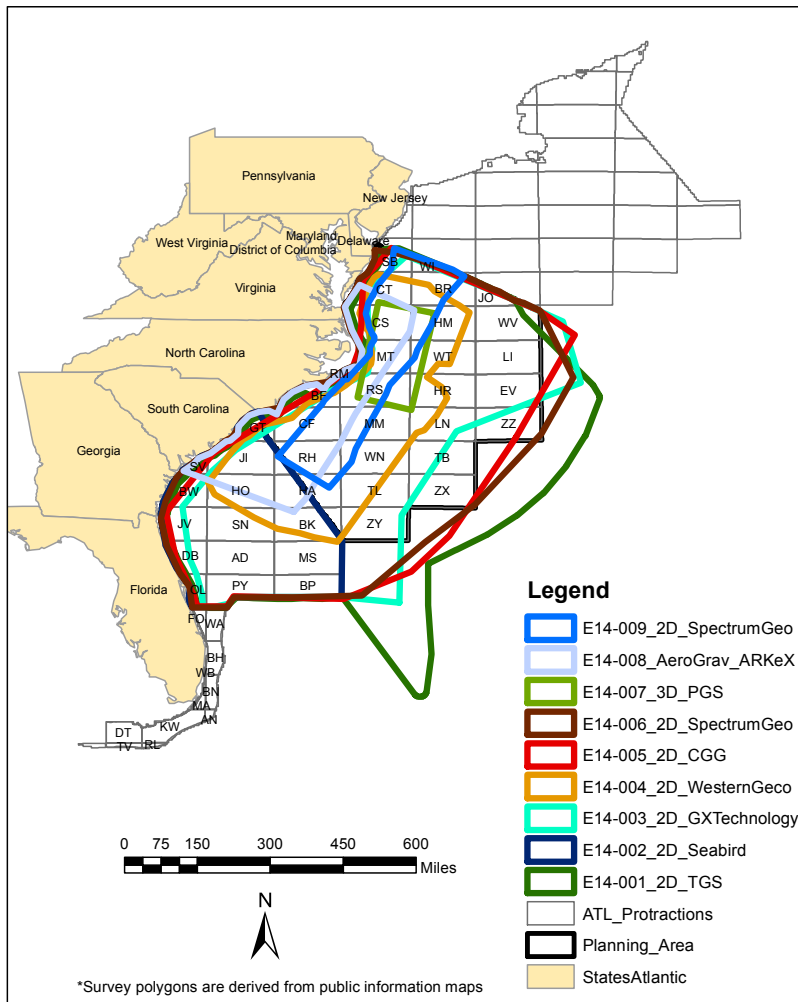 Pennsylvania
New Jersey
Maryland
Delaware
West Virginia
District of Columbia
Virginia
North Carolina
South Carolina
Georgia
Florida
SB
WI
CT
BR
JO
CS
HM
WV
MT
WT
LI
RM
RS
HR
EV
BF
GT
CF
MM
LN
ZZ
SV
JI
RH
WN
TB
BW
HO
NA
TL
ZX
JV
SN
BK
ZY
DB
AD
MS
OL
PY
BP
FO
WA
BH
WB
BN
MA
AN
KW
DT
TV
RL
Legend
E14-009_2D_SpectrumGeo
E14-008_AeroGrav_ARKeX
E14-007_3D_PGS
E14-006_2D_SpectrumGeo
E14-005_2D_CGG
E14-004_2D_WesternGeco
E14-003_2D_GXTechnology
E14-002_2D_Seabird
E14-001_2D_TGS
ATL_Protractions
Planning_Area
StatesAtlantic
0 75 150 300 450 600
Miles
N
*Survey polygons are derived from public information maps